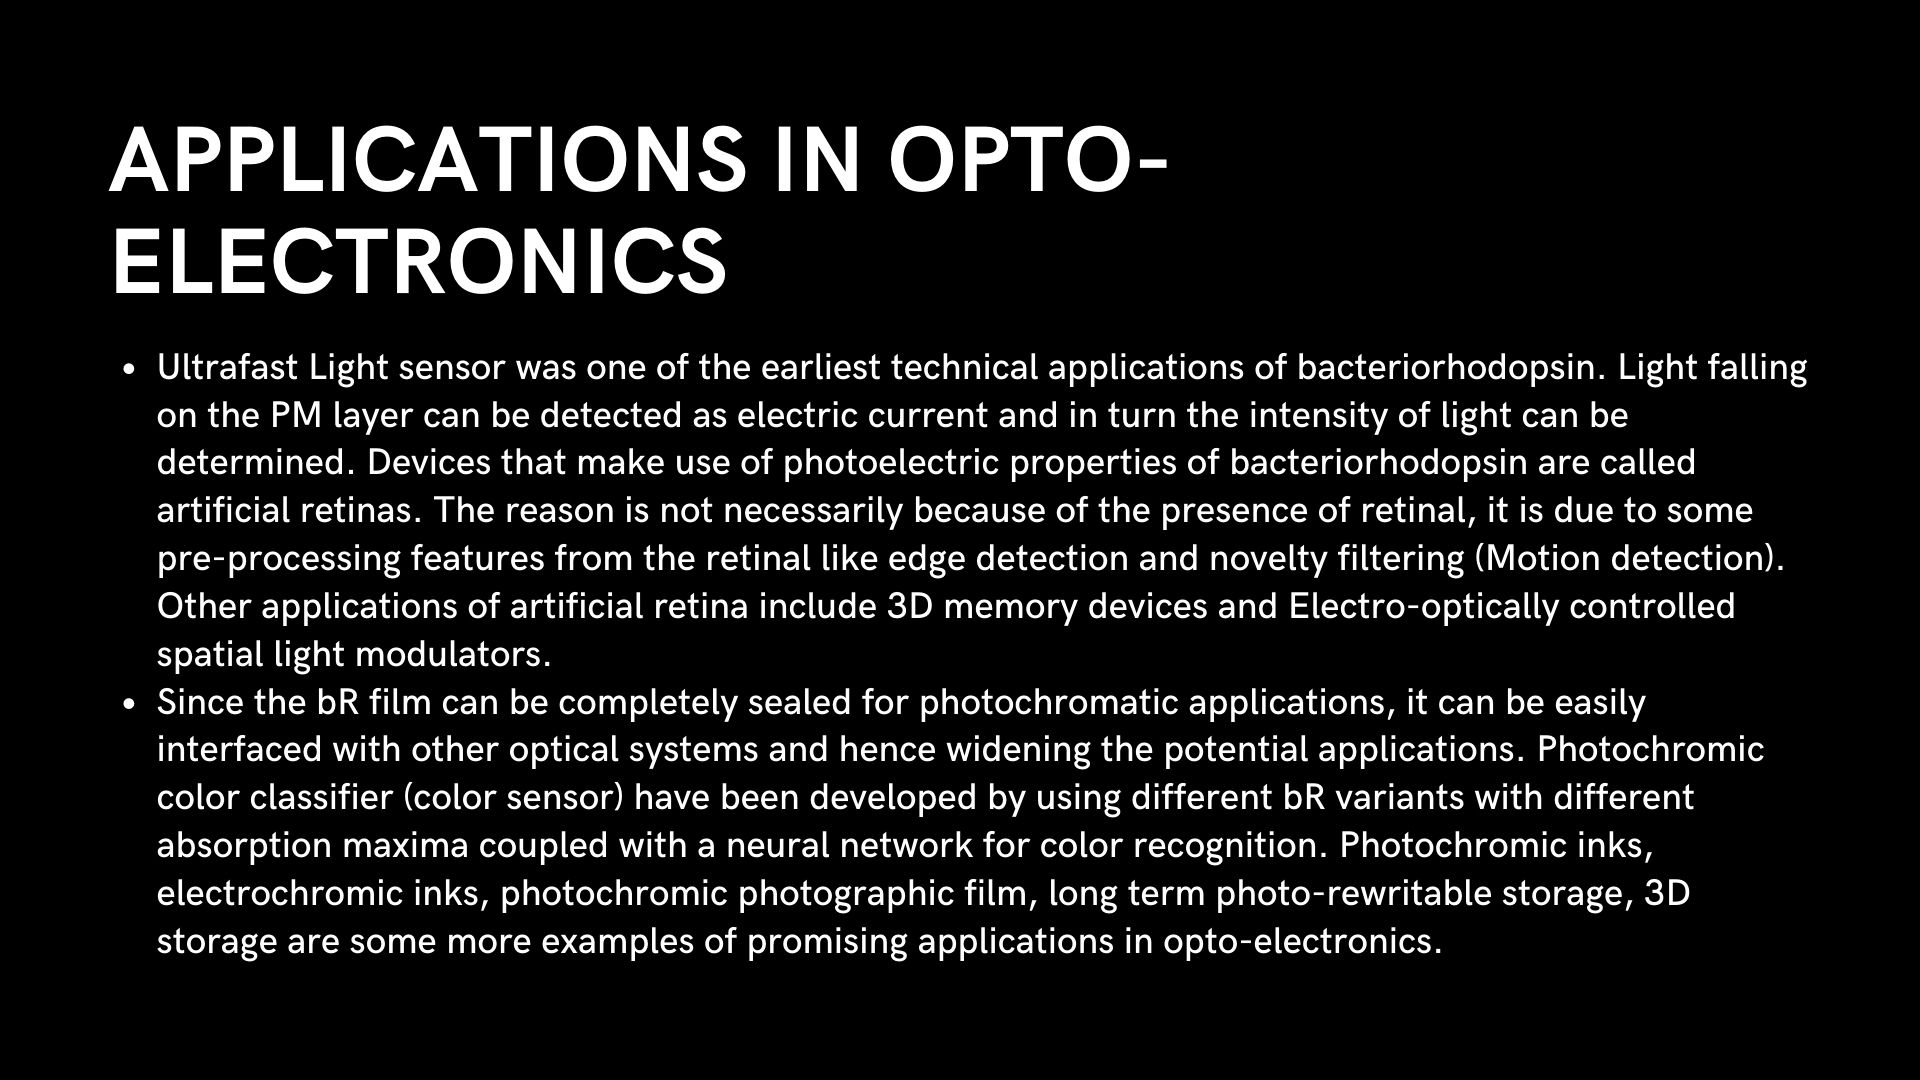 APPLICATIONS IN OPTO-
ELECTRONICS
• Ultrafast Light sensor was one of the earliest technical applications of bacteriorhodopsin. Light falling
on the PM layer can be detected as electric current and in turn the intensity of light can be
determined. Devices that make use of photoelectric properties of bacteriorhodopsin are called
artificial retinas. The reason is not necessarily because of the presence of retinal, it is due to some
pre-processing features from the retinal like edge detection and novelty filtering (Motion detection).
Other applications of artificial retina include 3D memory devices and Electro-optically controlled
spatial light modulators.
• Since the bR film can be completely sealed for photochromatic applications, it can be easily
interfaced with other optical systems and hence widening the potential applications. Photochromic
color classifier (color sensor) have been developed by using different bR variants with different
absorption maxima coupled with a neural network for color recognition. Photochromic inks,
electrochromic inks, photochromic photographic film, long term photo-rewritable storage, 3D
storage are some more examples of promising applications in opto-electronics.